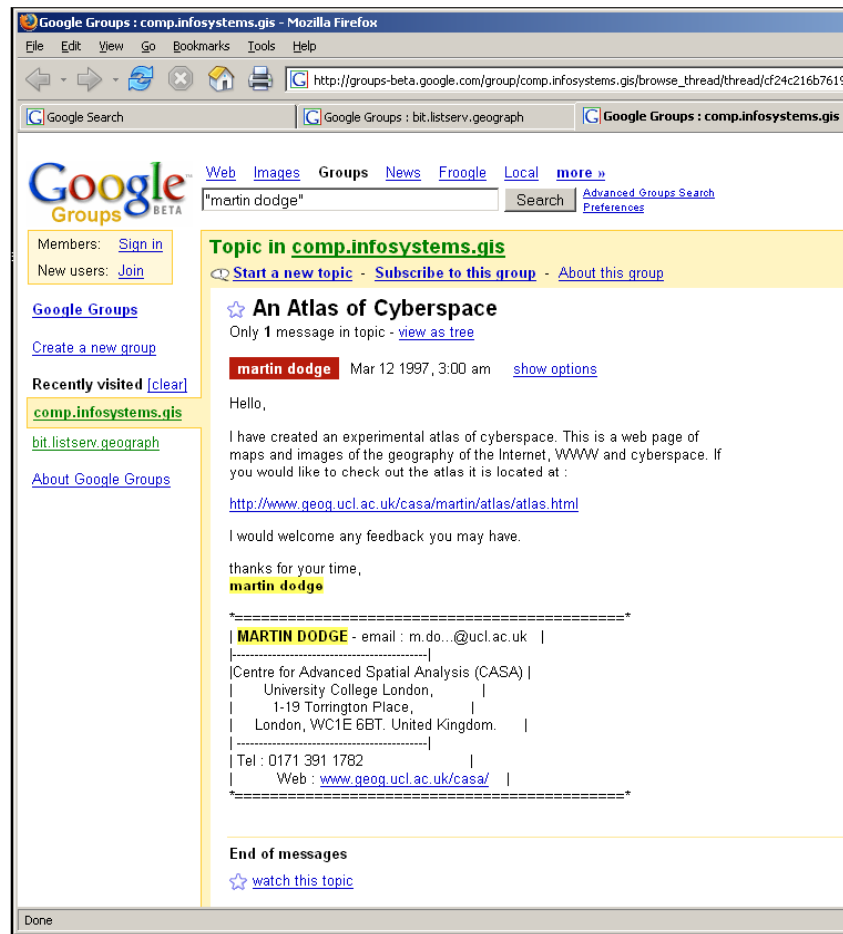 Google Groups : comp.infosystems.gis - Mozilla Firefox
File Edit View Go Bookmarks Tools Help
http://groups-beta.google.com/group/comp.infosystems.gis/browse_thread/thread/cf24c216b7619
Google Search Google Groups : bit.listserv.geograph Google Groups : comp.infosystems.gis
Web Images Groups News Froogle Local more »
Google™
Groups BETA
"martin dodge" Search Advanced Groups Search
Preferences
Members: Sign in
New users: Join
Google Groups
Create a new group
Recently visited [clear]
comp.infosystems.gis
bit.listserv.geograph
About Google Groups
Topic in comp.infosystems.gis
Start a new topic - Subscribe to this group - About this group
An Atlas of Cyberspace
Only 1 message in topic - view as tree
martin dodge Mar 12 1997, 3:00 am show options
Hello,
I have created an experimental atlas of cyberspace. This is a web page of
maps and images of the geography of the Internet, WWW and cyberspace. If
you would like to check out the atlas it is located at :
http://www.geog.ucl.ac.uk/casa/martin/atlas/atlas.html
I would welcome any feedback you may have.
thanks for your time,
martin dodge
*=============================================*
| MARTIN DODGE - email : m.do...@ucl.ac.uk |
|---------------------------------------------|
|Centre for Advanced Spatial Analysis (CASA) |
| University College London, |
| 1-19 Torrington Place, |
| London, WC1E 6BT. United Kingdom. |
| --------------------------------------------|
| Tel : 0171 391 1782 |
| Web : www.geog.ucl.ac.uk/casa/ |
*=============================================*
End of messages
watch this topic
Done